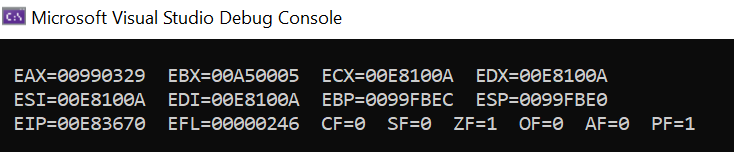 Microsoft Visual Studio Debug Console
EAX=00990329 EBX=00A50005 ECX=00E8100A EDX=00E8100A
ESI=00E8100A EDI=00E8100A EBP=0099FBEC ESP=0099FBE0
EIP=00E83670 EFL=00000246 CF=0 SF=0 ZF=1 OF=0 AF=0 PF=1